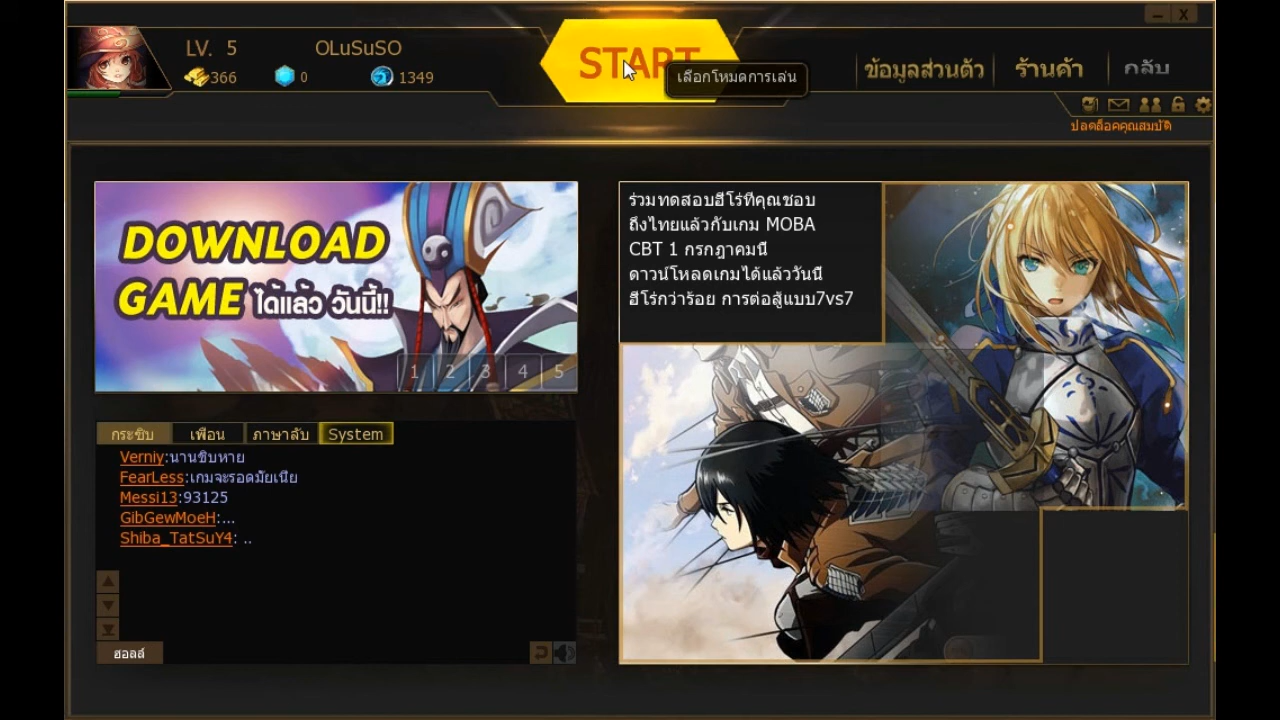 LV. 5
OLuSuSO
366
0
1349
START
เลือกโหมดการเล่น
ข้อมูลส่วนตัว
ร้านค้า
กลับ
ปลดล็อคคุณสมบัติ
DOWNLOAD
GAME ได้แล้ว วันนี้!!
1 2 3 4 5
ร่วมทดสอบฮีโร่ที่คุณชอบ
ถึงไทยแล้วกับเกม MOBA
CBT 1 กรกฎาคมนี้
ดาวน์โหลดเกมได้แล้ววันนี้
ฮีโร่กว่าร้อย การต่อสู้แบบ7vs7
กระซิบ
เพื่อน
ภาษาลับ
System
Verniy:นานชิบหาย
FearLess:เกมจะรอดมั้ยเนี่ย
Messi13:93125
GibGewMoeH:...
Shiba_TatSuY4: ..
ฮอลล์